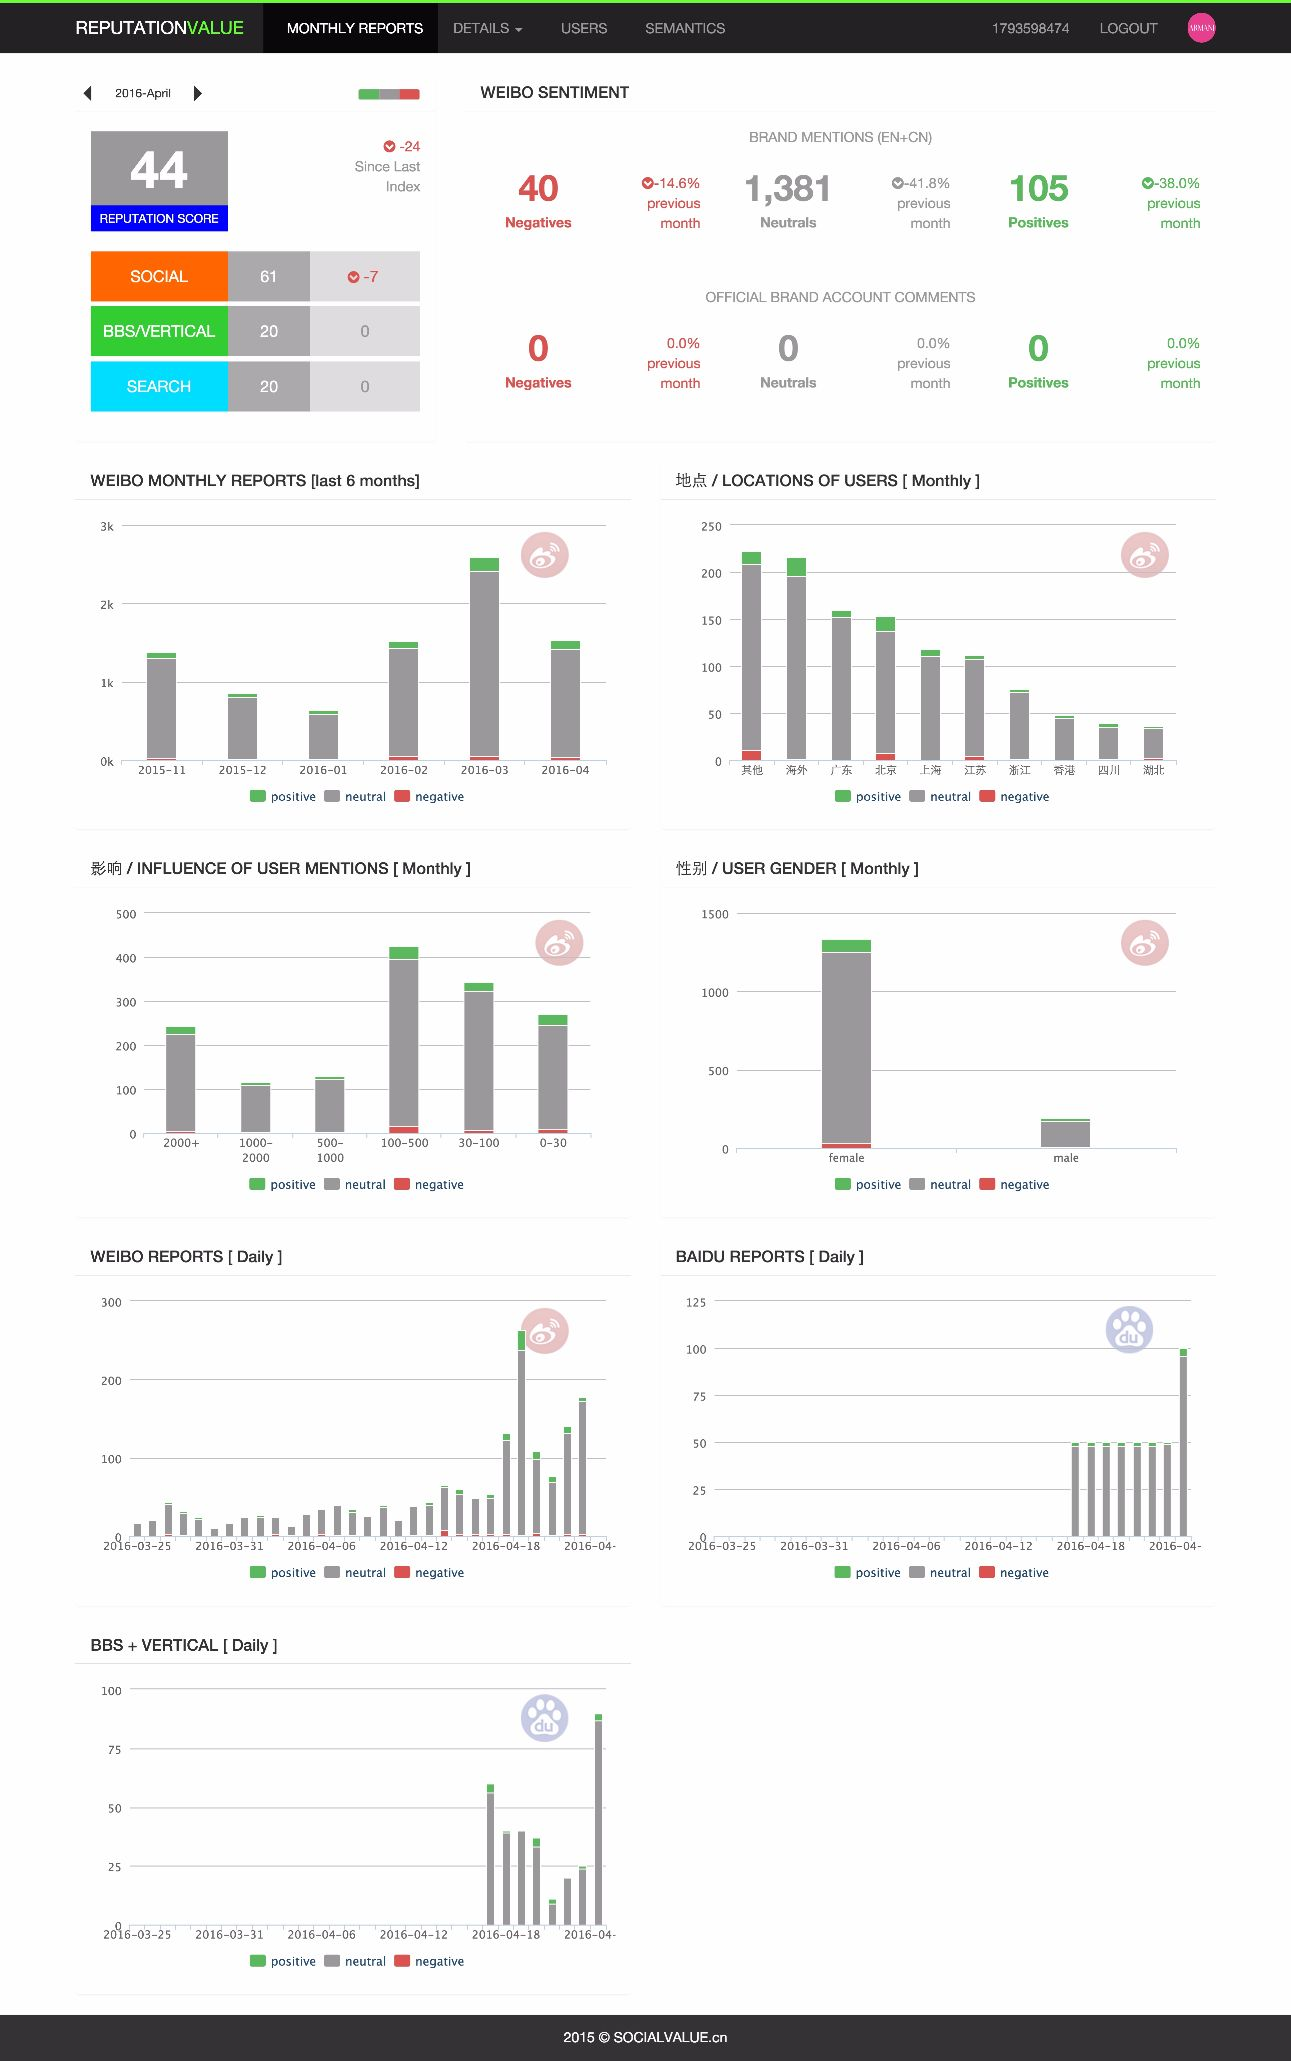 REPUTATIONVALUE MONTHLY REPORTS DETAILS USERS SEMANTICS 1793598474 LOGOUT ARMANI
2016-April
44
REPUTATION SCORE
-24
Since Last
Index
SOCIAL 61 -7
BBS/VERTICAL 20 0
SEARCH 20 0
WEIBO SENTIMENT
BRAND MENTIONS (EN+CN)
40
Negatives
-14.6%
previous
month
1,381
Neutrals
-41.8%
previous
month
105
Positives
-38.0%
previous
month
OFFICIAL BRAND ACCOUNT COMMENTS
0
Negatives
0.0%
previous
month
0
Neutrals
0.0%
previous
month
0
Positives
0.0%
previous
month
WEIBO MONTHLY REPORTS [last 6 months]
3k
2k
1k
0k
2015-11 2015-12 2016-01 2016-02 2016-03 2016-04
positive neutral negative
地点 / LOCATIONS OF USERS [ Monthly ]
250
200
150
100
50
0
其他 海外 广东 北京 上海 江苏 浙江 香港 四川 湖北
positive neutral negative
影响 / INFLUENCE OF USER MENTIONS [ Monthly ]
500
400
300
200
100
0
2000+ 1000- 500- 100-500 30-100 0-30
2000 1000
positive neutral negative
性别 / USER GENDER [ Monthly ]
1500
1000
500
0
female male
positive neutral negative
WEIBO REPORTS [ Daily ]
300
200
100
0
2016-03-25 2016-03-31 2016-04-06 2016-04-12 2016-04-18 2016-04-
positive neutral negative
BAIDU REPORTS [ Daily ]
125
du
100
75
50
25
0
2016-03-25 2016-03-31 2016-04-06 2016-04-12 2016-04-18 2016-04-
positive neutral negative
BBS + VERTICAL [ Daily ]
100
du
75
50
25
0
2016-03-25 2016-03-31 2016-04-06 2016-04-12 2016-04-18 2016-04-
positive neutral negative
2015 © SOCIALVALUE.cn